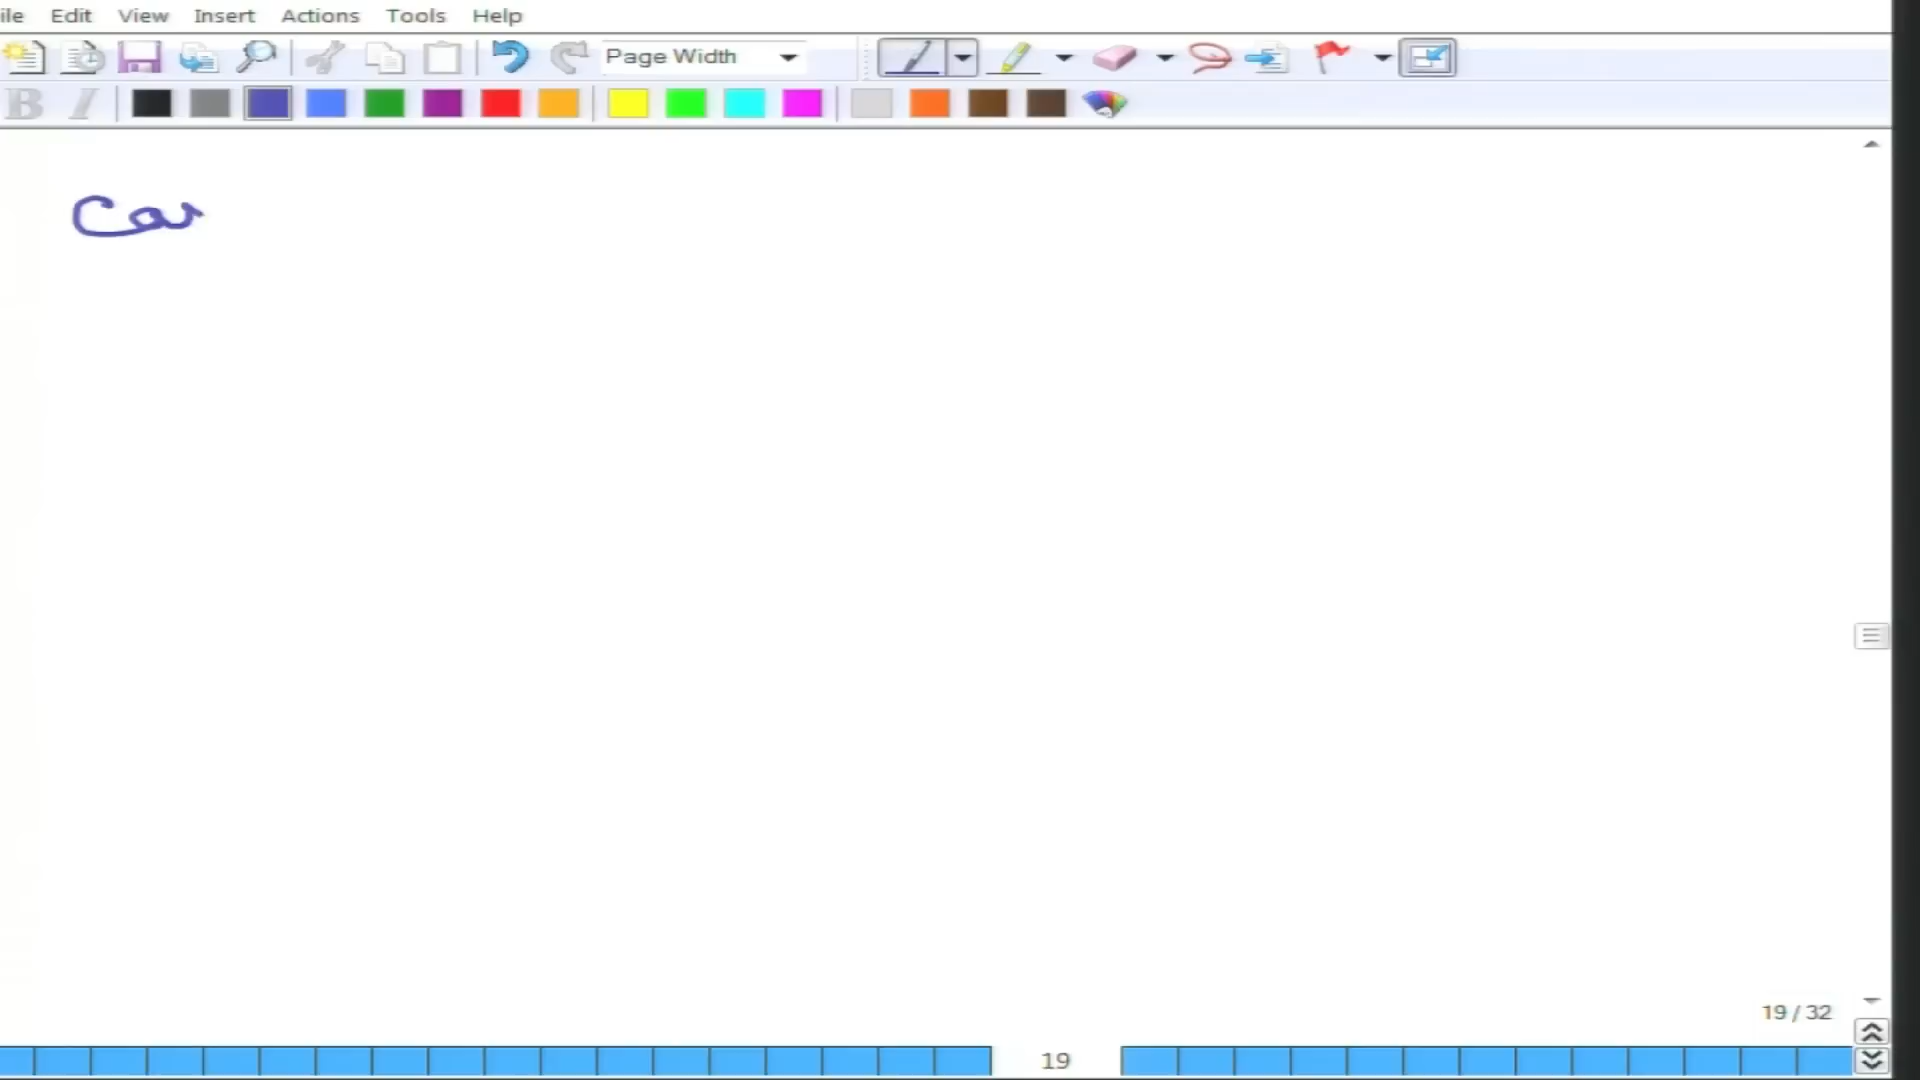 ile Edit View Insert Actions Tools Help
Page Width
B I
Car
19 / 32
19